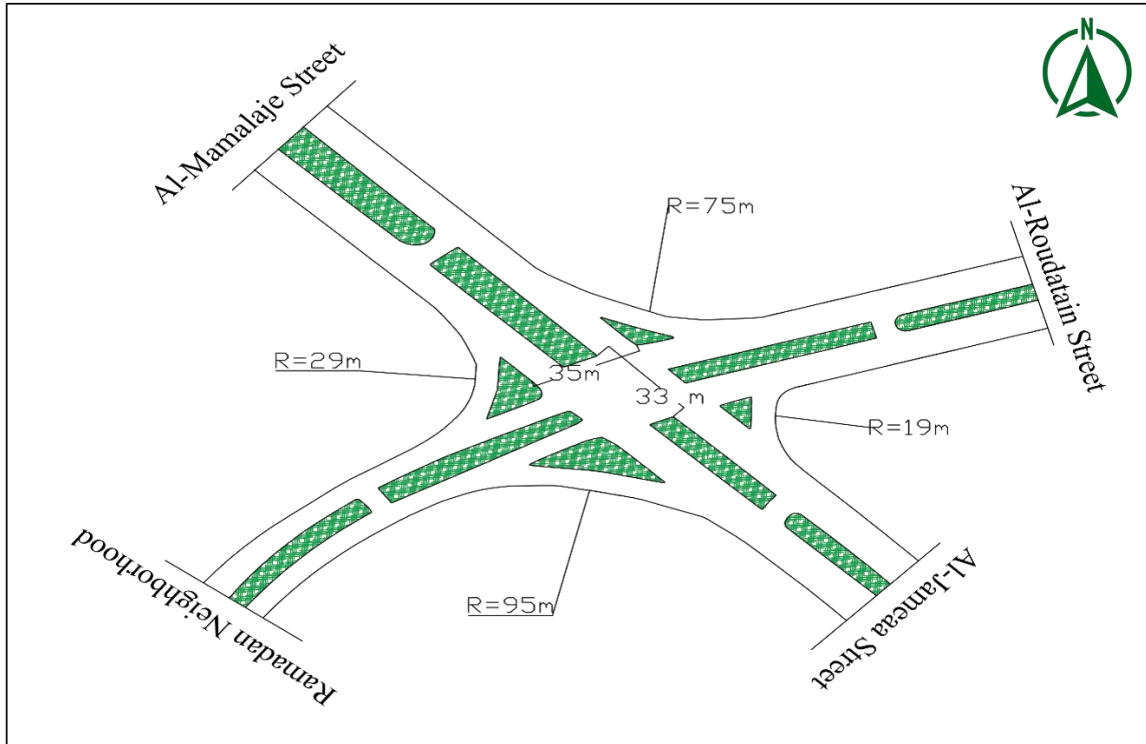 N
Al-Mamalaje Street
R=75m
Al-Roudatain Street
R=29m
35m
33 m
R=19m
R=95m
Ramadan Neighborhood
Al-Jameaa Street